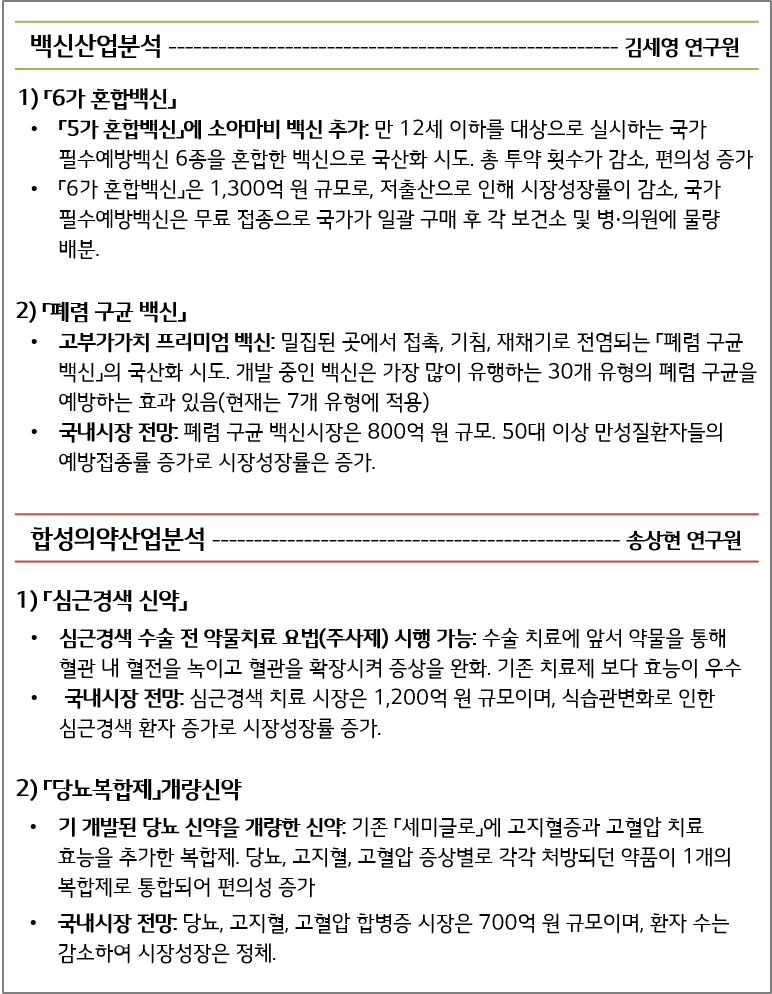 백신산업분석 ------------------------------------------------------ 김세영 연구원
1) 「6가 혼합백신」
• 「5가 혼합백신」에 소아마비 백신 추가: 만 12세 이하를 대상으로 실시하는 국가
필수예방백신 6종을 혼합한 백신으로 국산화 시도. 총 투약 횟수가 감소, 편의성 증가
• 「6가 혼합백신」은 1,300억 원 규모로, 저출산으로 인해 시장성장률이 감소, 국가
필수예방백신은 무료 접종으로 국가가 일괄 구매 후 각 보건소 및 병·의원에 물량
배분.
2) 「폐렴 구균 백신」
• 고부가가치 프리미엄 백신: 밀집된 곳에서 접촉, 기침, 재채기로 전염되는 「폐렴 구균
백신」의 국산화 시도. 개발 중인 백신은 가장 많이 유행하는 30개 유형의 폐렴 구균을
예방하는 효과 있음(현재는 7개 유형에 적용)
• 국내시장 전망: 폐렴 구균 백신시장은 800억 원 규모. 50대 이상 만성질환자들의
예방접종률 증가로 시장성장률은 증가.
합성의약산업분석 ------------------------------------------------- 송상현 연구원
1) 「심근경색 신약」
• 심근경색 수술 전 약물치료 요법(주사제) 시행 가능: 수술 치료에 앞서 약물을 통해
혈관 내 혈전을 녹이고 혈관을 확장시켜 증상을 완화. 기존 치료제 보다 효능이 우수
• 국내시장 전망: 심근경색 치료 시장은 1,200억 원 규모이며, 식습관변화로 인한
심근경색 환자 증가로 시장성장률 증가.
2) 「당뇨복합제」개량신약
• 기 개발된 당뇨 신약을 개량한 신약: 기존 「세미글로」에 고지혈증과 고혈압 치료
효능을 추가한 복합제. 당뇨, 고지혈, 고혈압 증상별로 각각 처방되던 약품이 1개의
복합제로 통합되어 편의성 증가
• 국내시장 전망: 당뇨, 고지혈, 고혈압 합병증 시장은 700억 원 규모이며, 환자 수는
감소하여 시장성장은 정체.